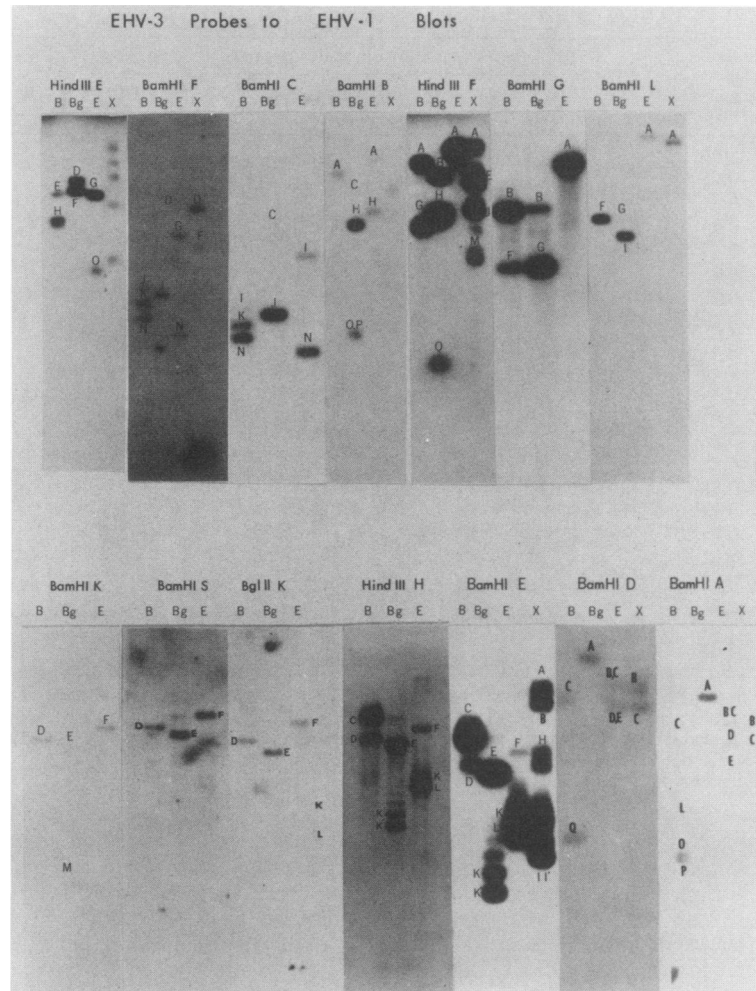 EHV-3 Probes to EHV-1 Blots
Hind III E BamHI F BamHI C BamHI B Hind III F BamHI G BamHI L
B Bg E X B Bg E X B Bg E B Bg E X B Bg E X B Bg E B Bg E X
F H D F G O
D B F N N
C I I K J N N
A C H O,P A H
A G B H O A A E M
B F B G A
F G I A A
BamHI K BamHI S Bgl II K Hind III H BamHI E BamHI D BamHI A
B Bg E B Bg E B Bg E B Bg E B Bg E X B Bg E X B Bg E X
D E M F
D E F
D E F K L
C D E K K F K L
C D E K K F K L A B H
C Q A B,C D,E B C
C L O P A B C D E B C